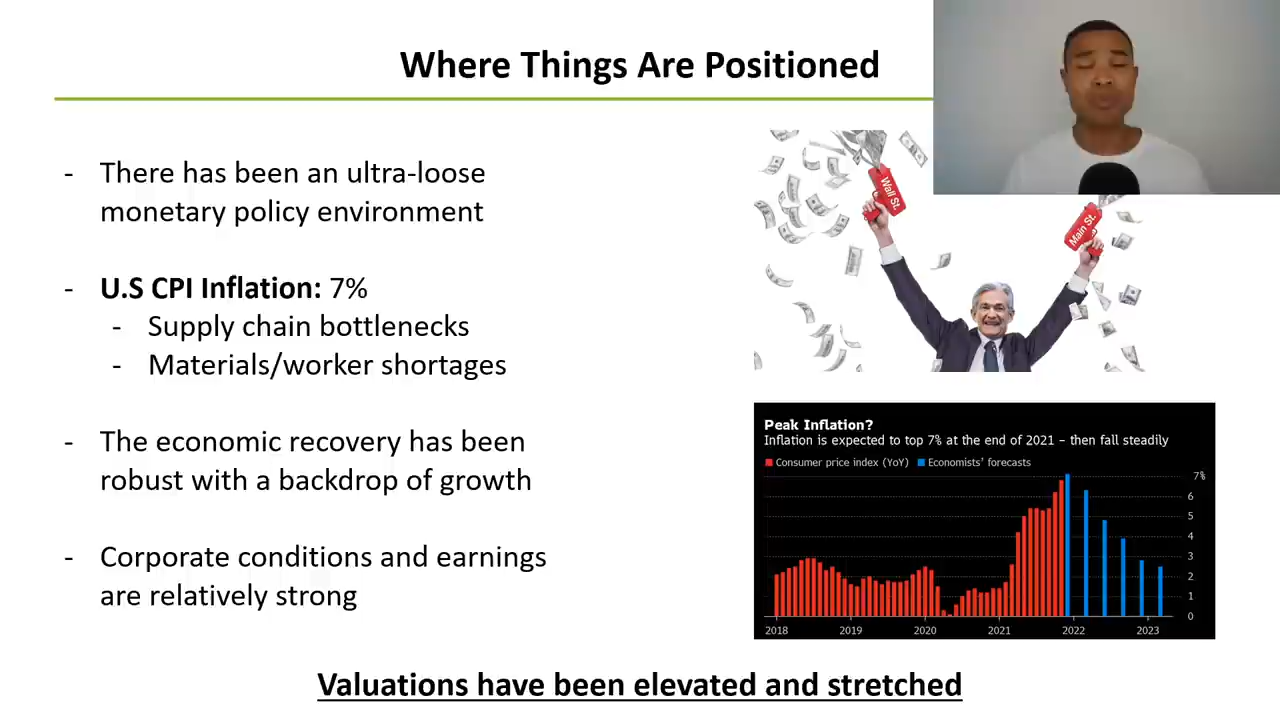 Where Things Are Positioned
- There has been an ultra-loose
monetary policy environment
- U.S CPI Inflation: 7%
- Supply chain bottlenecks
- Materials/worker shortages
- The economic recovery has been
robust with a backdrop of growth
- Corporate conditions and earnings
are relatively strong
Wall St.
Main St.
Peak Inflation?
Inflation is expected to top 7% at the end of 2021 – then fall steadily
Consumer price index (YoY) Economists' forecasts
7%
6
5
4
3
2
1
0
2018 2019 2020 2021 2022 2023
Valuations have been elevated and stretched